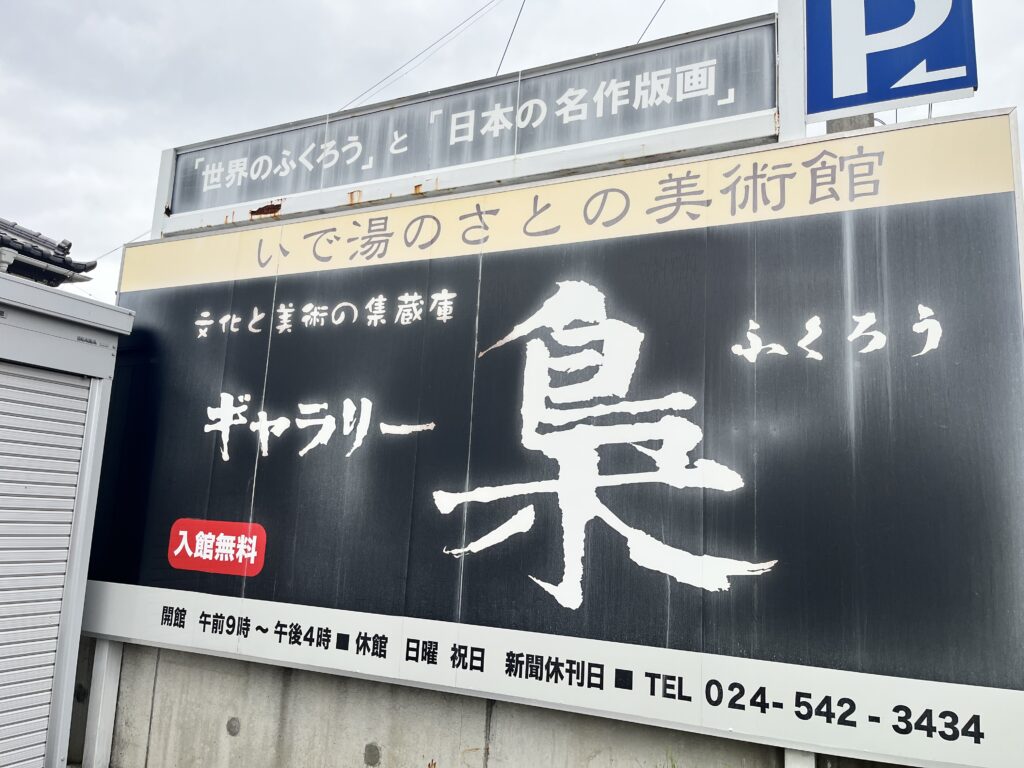 P
「世界のふくろう」と「日本の名作版画」
いで湯のさとの美術館
文化と美術の集蔵庫
ギャラリー
梟
ふくろう
入館無料
開館 午前9時～午後4時■休館 日曜 祝日 新聞休刊日■TEL 024-542-3434